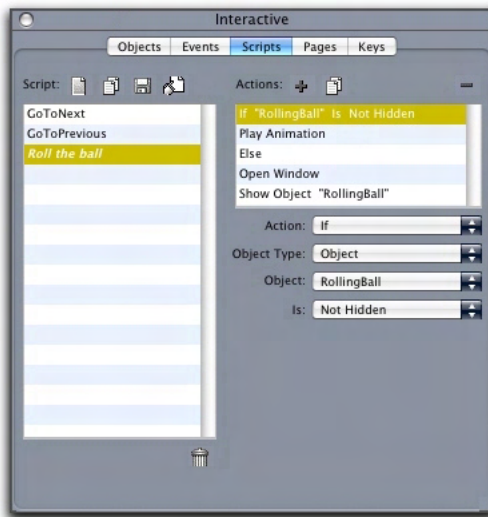 Interactive
Objects Events Scripts Pages Keys
Script:
GoToNext
GoToPrevious
Roll the ball
Actions:
If "RollingBall" Is Not Hidden
Play Animation
Else
Open Window
Show Object "RollingBall"
Action: If
Object Type: Object
Object: RollingBall
Is: Not Hidden